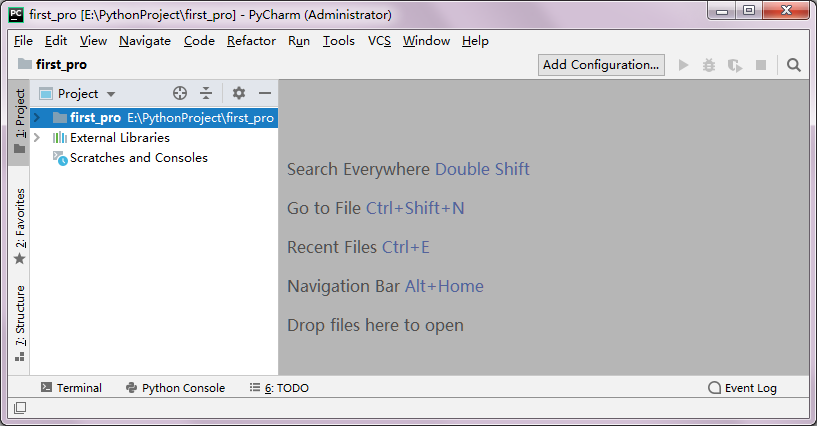 first_pro [E:\PythonProject\first_pro] - PyCharm (Administrator)
File Edit View Navigate Code Refactor Run Tools VCS Window Help
first_pro
Add Configuration...
1: Project
2: Favorites
7: Structure
Project
first_pro E:\PythonProject\first_pro
External Libraries
Scratches and Consoles
Search Everywhere Double Shift
Go to File Ctrl+Shift+N
Recent Files Ctrl+E
Navigation Bar Alt+Home
Drop files here to open
Terminal Python Console 6: TODO Event Log